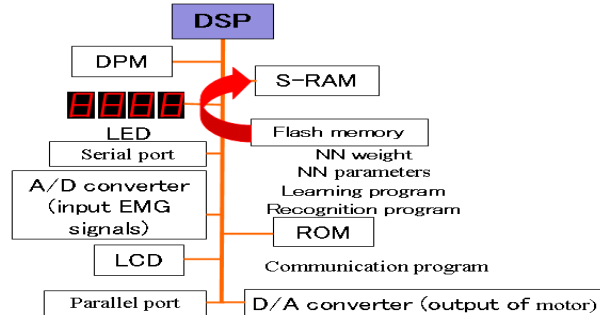 DSP
DPM
S-RAM
8888
LED
Flash memory
Serial port
NN weight
NN parameters
Learning program
Recognition program
A/D converter
(input EMG
signals)
ROM
LCD
Communication program
Parallel port
D/A converter (output of motor)